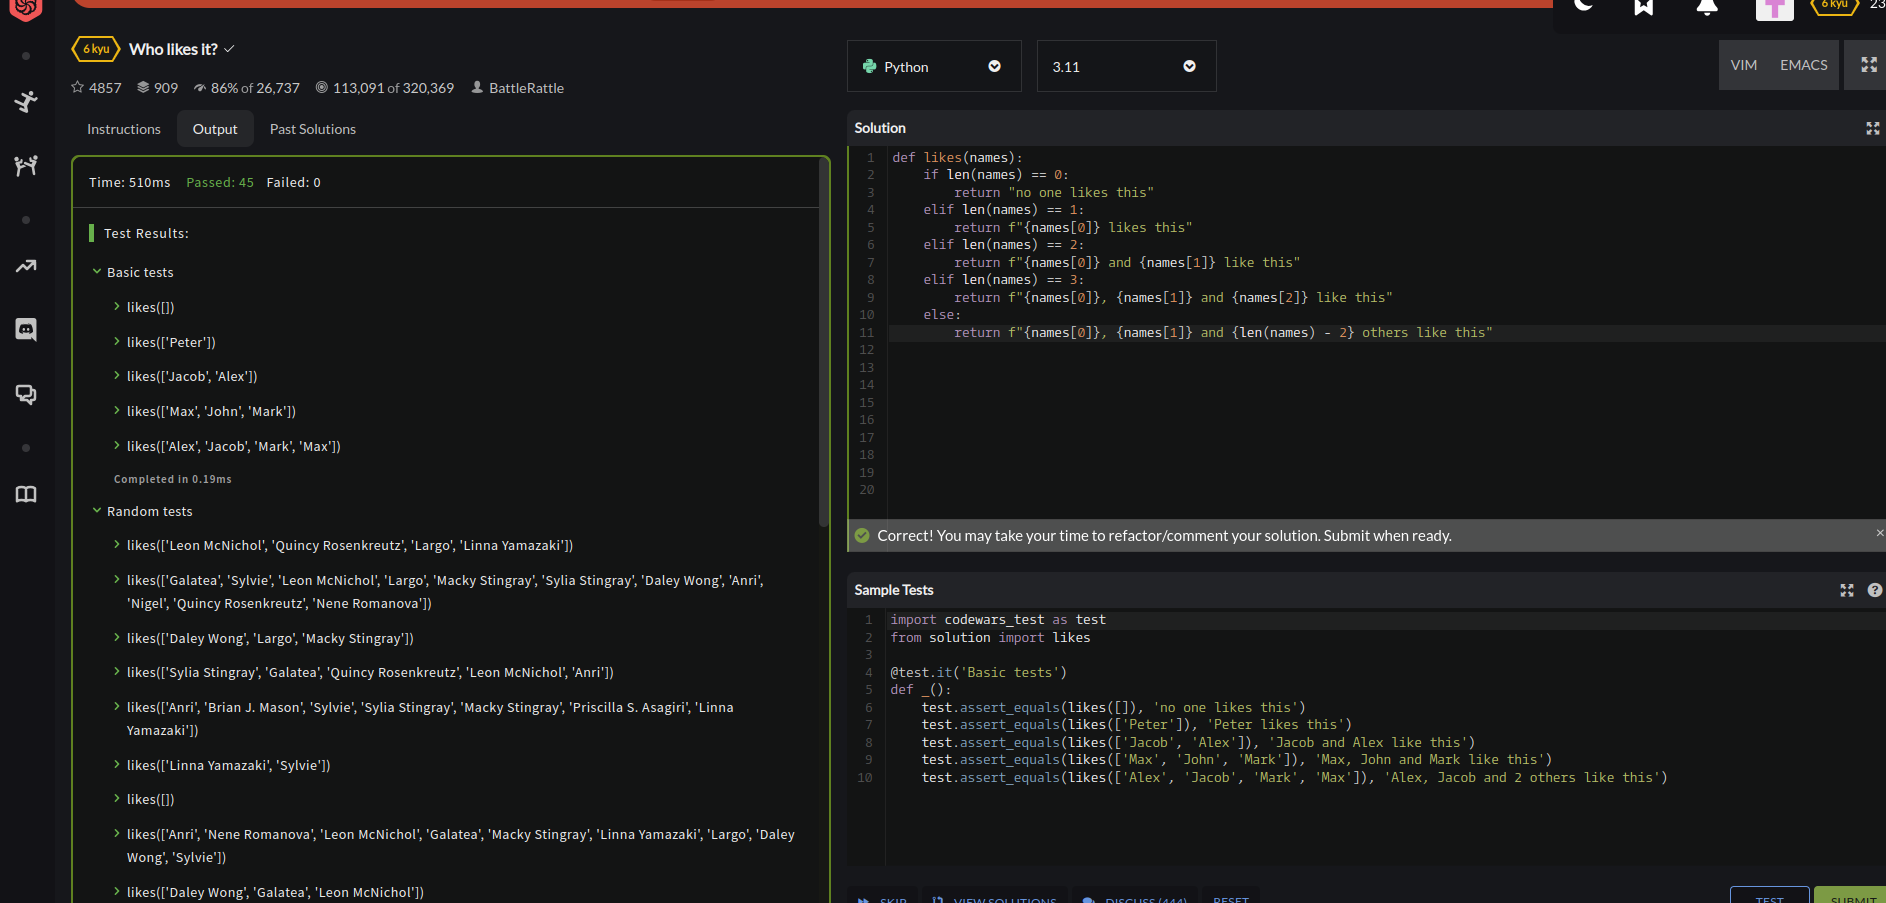 6 kyu Who likes it?
6 kyu 23
4857 909 86% of 26,737 113,091 of 320,369 BattleRattle
Instructions Output Past Solutions
Time: 510ms Passed: 45 Failed: 0
Test Results:
Basic tests
likes([])
likes(['Peter'])
likes(['Jacob', 'Alex'])
likes(['Max', 'John', 'Mark'])
likes(['Alex', 'Jacob', 'Mark', 'Max'])
Completed in 0.19ms
Random tests
likes(['Leon McNichol', 'Quincy Rosenkreutz', 'Largo', 'Linna Yamazaki'])
likes(['Galatea', 'Sylvie', 'Leon McNichol', 'Largo', 'Macky Stingray', 'Sylia Stingray', 'Daley Wong', 'Anri',
'Nigel', 'Quincy Rosenkreutz', 'Nene Romanova'])
likes(['Daley Wong', 'Largo', 'Macky Stingray'])
likes(['Sylia Stingray', 'Galatea', 'Quincy Rosenkreutz', 'Leon McNichol', 'Anri'])
likes(['Anri', 'Brian J. Mason', 'Sylvie', 'Sylia Stingray', 'Macky Stingray', 'Priscilla S. Asagiri', 'Linna
Yamazaki'])
likes(['Linna Yamazaki', 'Sylvie'])
likes([])
likes(['Anri', 'Nene Romanova', 'Leon McNichol', 'Galatea', 'Macky Stingray', 'Linna Yamazaki', 'Largo', 'Daley
Wong', 'Sylvie'])
likes(['Daley Wong', 'Galatea', 'Leon McNichol'])
Python 3.11 VIM EMACS
Solution
1 def likes(names):
2 if len(names) == 0:
3 return "no one likes this"
4 elif len(names) == 1:
5 return f"{names[0]} likes this"
6 elif len(names) == 2:
7 return f"{names[0]} and {names[1]} like this"
8 elif len(names) == 3:
9 return f"{names[0]}, {names[1]} and {names[2]} like this"
10 else:
11 return f"{names[0]}, {names[1]} and {len(names) - 2} others like this"
12
13
14
15
16
17
18
19
20
Correct! You may take your time to refactor/comment your solution. Submit when ready. ×
Sample Tests ?
1 import codewars_test as test
2 from solution import likes
3
4 @test.it('Basic tests')
5 def _():
6 test.assert_equals(likes([]), 'no one likes this')
7 test.assert_equals(likes(['Peter']), 'Peter likes this')
8 test.assert_equals(likes(['Jacob', 'Alex']), 'Jacob and Alex like this')
9 test.assert_equals(likes(['Max', 'John', 'Mark']), 'Max, John and Mark like this')
10 test.assert_equals(likes(['Alex', 'Jacob', 'Mark', 'Max']), 'Alex, Jacob and 2 others like this')
SKIP VIEW SOLUTIONS DISCUSS (444) RESET TEST SUBMIT